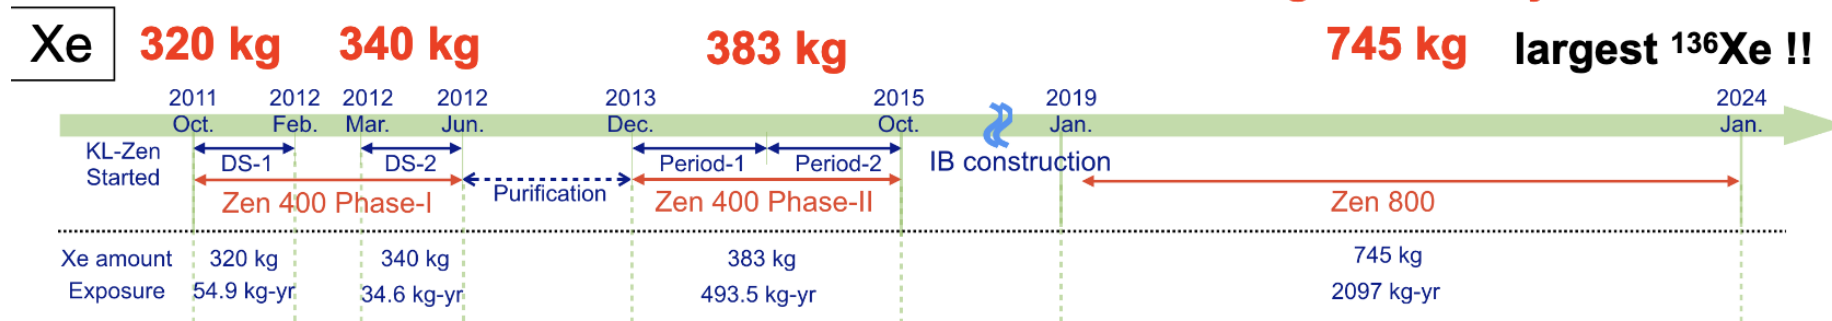 Xe 320 kg 340 kg 383 kg 745 kg largest ¹³⁶Xe !!
2011 2012 2012 2012 2013 2015 2019 2024
Oct. Feb. Mar. Jun. Dec. Oct. Jan. Jan.
KL-Zen
Started
DS-1 DS-2 Period-1 Period-2 IB construction
Purification
Zen 400 Phase-I Zen 400 Phase-II Zen 800
Xe amount 320 kg 340 kg 383 kg 745 kg
Exposure 54.9 kg-yr 34.6 kg-yr 493.5 kg-yr 2097 kg-yr